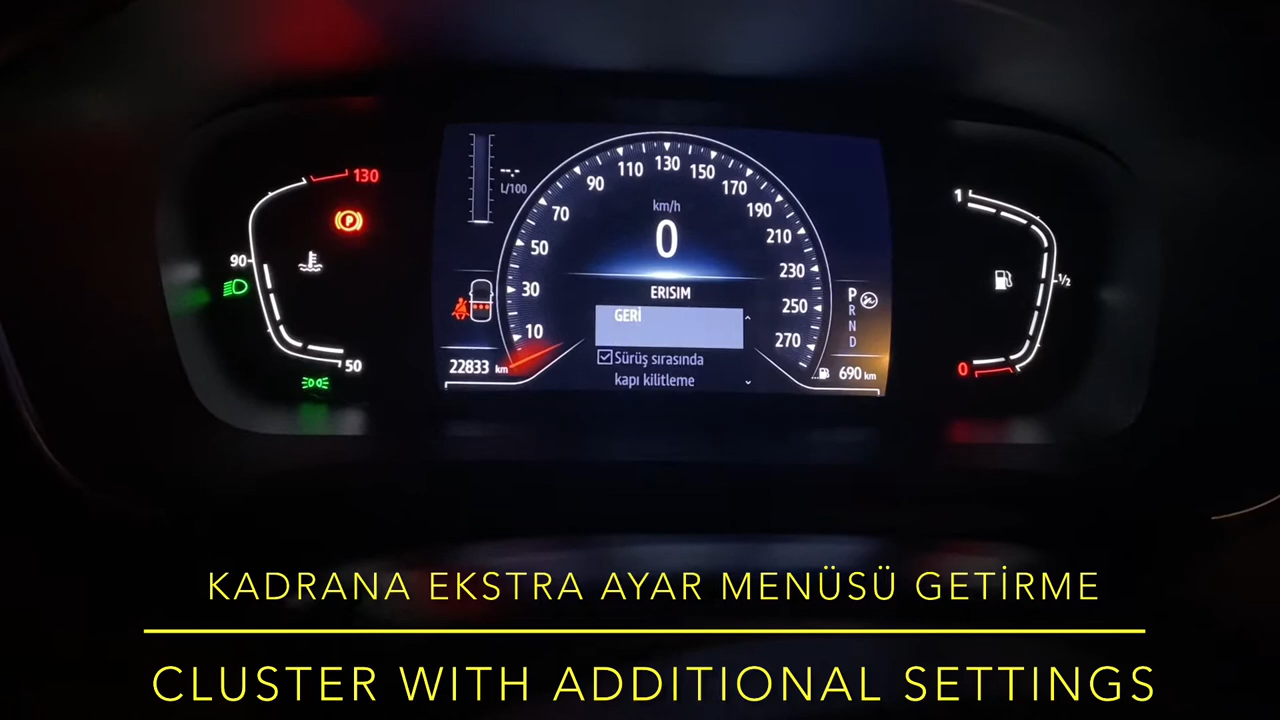 130
90
50
--.-
L/100
22833 km
10
30
50
70
90
110
130
150
170
190
210
230
250
270
km/h
0
ERISIM
GERİ
Sürüş sırasında
kapı kilitleme
P
R
N
D
690 km
1
½
0
KADRANA EKSTRA AYAR MENÜSÜ GETİRME
CLUSTER WITH ADDITIONAL SETTINGS